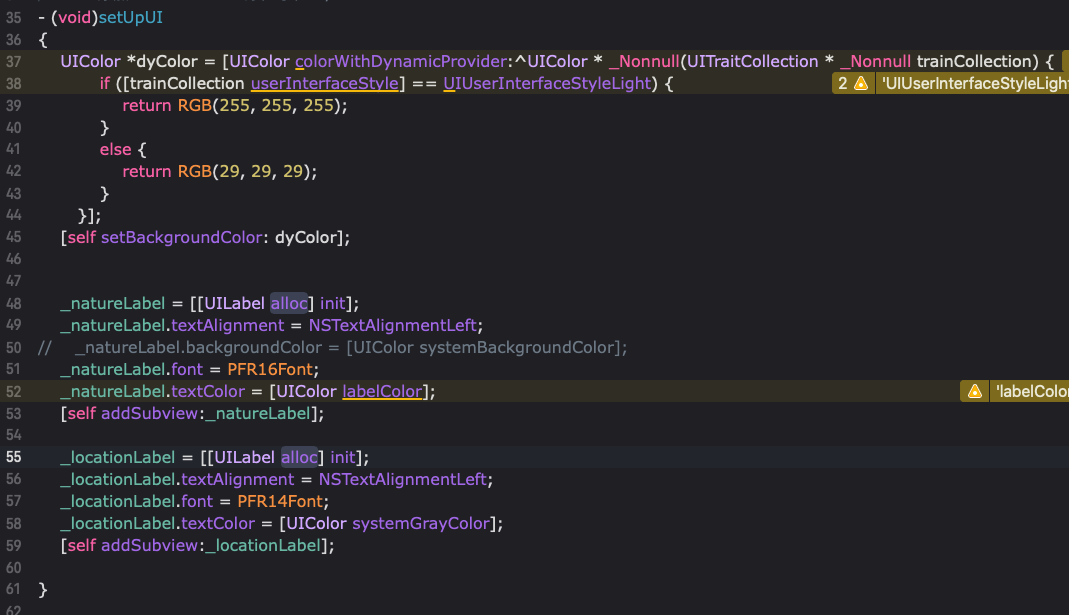 35 - (void)setUpUI
36 {
37 UIColor *dyColor = [UIColor colorWithDynamicProvider:^UIColor * _Nonnull(UITraitCollection * _Nonnull trainCollection) {
38 if ([trainCollection userInterfaceStyle] == UIUserInterfaceStyleLight) { 2 'UIUserInterfaceStyleLight
39 return RGB(255, 255, 255);
40 }
41 else {
42 return RGB(29, 29, 29);
43 }
44 }];
45 [self setBackgroundColor: dyColor];
46
47
48 _natureLabel = [[UILabel alloc] init];
49 _natureLabel.textAlignment = NSTextAlignmentLeft;
50 // _natureLabel.backgroundColor = [UIColor systemBackgroundColor];
51 _natureLabel.font = PFR16Font;
52 _natureLabel.textColor = [UIColor labelColor]; 'labelColo
53 [self addSubview:_natureLabel];
54
55 _locationLabel = [[UILabel alloc] init];
56 _locationLabel.textAlignment = NSTextAlignmentLeft;
57 _locationLabel.font = PFR14Font;
58 _locationLabel.textColor = [UIColor systemGrayColor];
59 [self addSubview:_locationLabel];
60
61 }
62